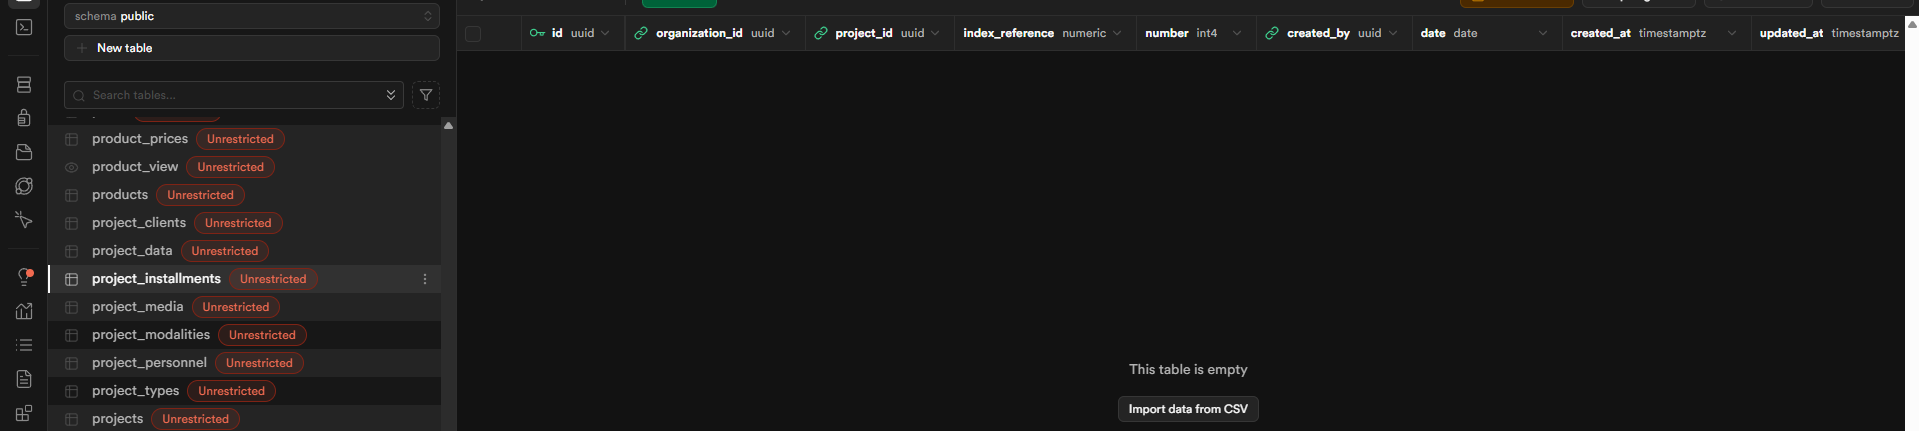 schema public
New table
Search tables...
product_prices Unrestricted
product_view Unrestricted
products Unrestricted
project_clients Unrestricted
project_data Unrestricted
project_installments Unrestricted
project_media Unrestricted
project_modalities Unrestricted
project_personnel Unrestricted
project_types Unrestricted
projects Unrestricted
id uuid organization_id uuid project_id uuid index_reference numeric number int4 created_by uuid date date created_at timestamptz updated_at timestamptz
This table is empty
Import data from CSV